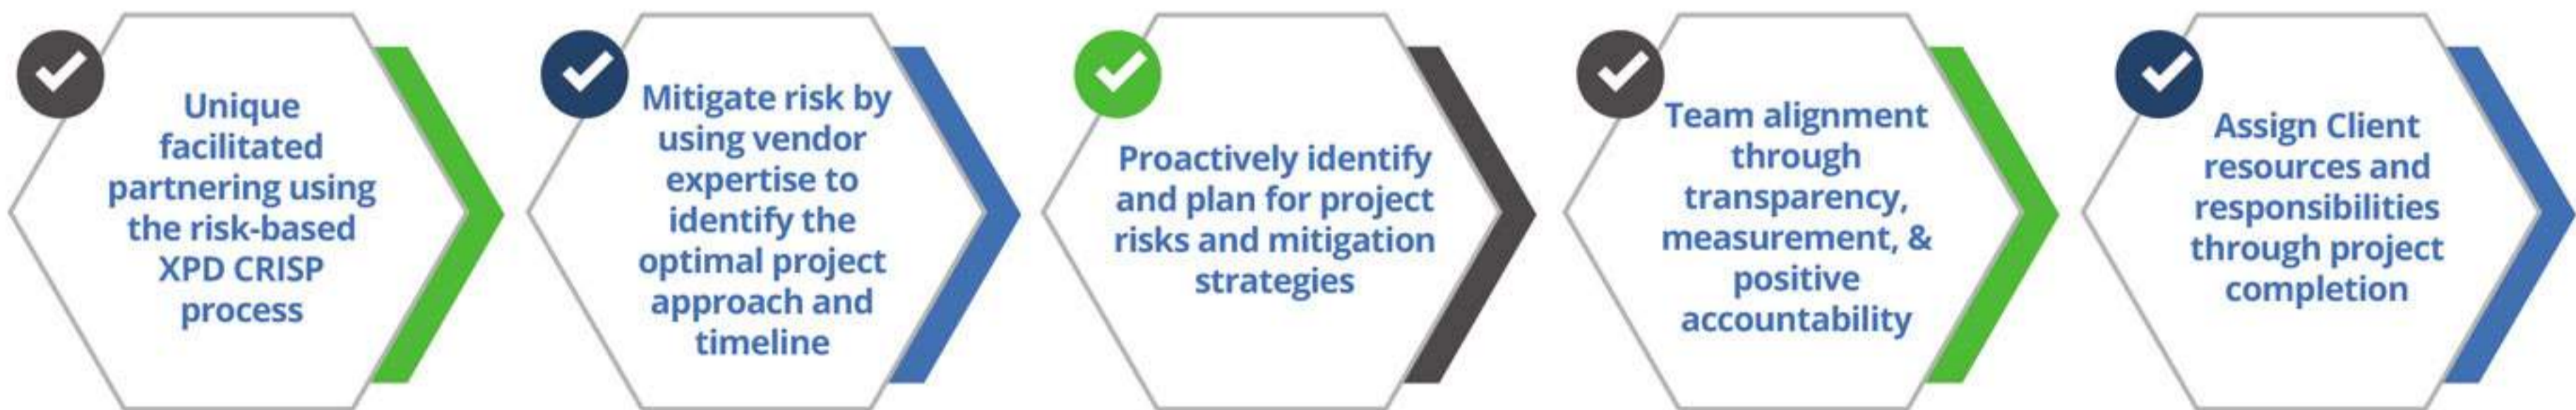 Unique
facilitated
partnering using
the risk-based
XPD CRISP
process
Mitigate risk by
using vendor
expertise to
identify the
optimal project
approach and
timeline
Proactively identify
and plan for project
risks and mitigation
strategies
Team alignment
through
transparency,
measurement, &
positive
accountability
Assign Client
resources and
responsibilities
through project
completion